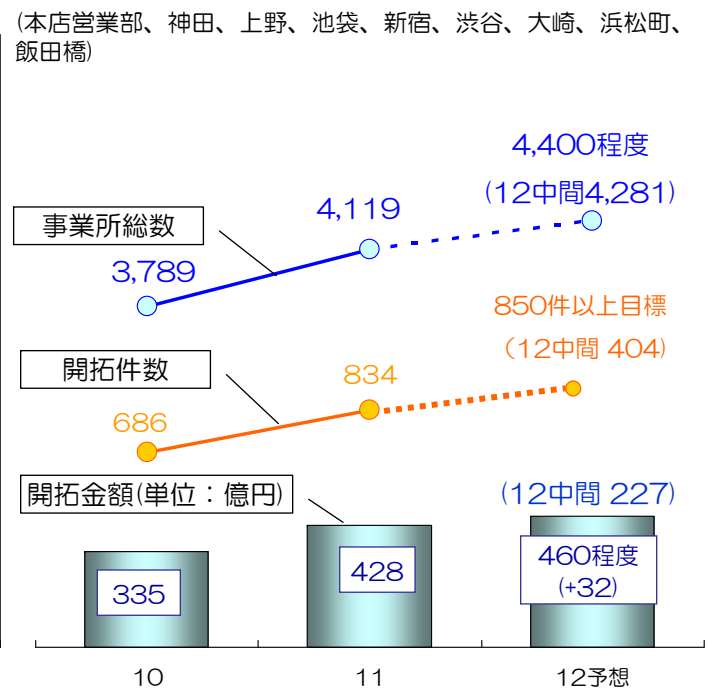 (本店営業部、神田、上野、池袋、新宿、渋谷、大崎、浜松町、
飯田橋)
4,400程度
(12中間4,281)
4,119
事業所総数
3,789
850件以上目標
(12中間 404)
開拓件数
834
686
開拓金額(単位：億円)
(12中間 227)
335
428
460程度
(+32)
10
11
12予想